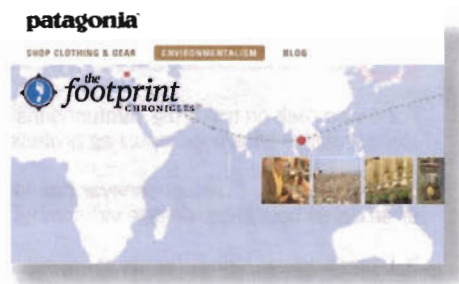 patagonia
SHOP CLOTHING & GEAR ENVIRONMENTALISM BLOG
the
footprint
CHRONICLES